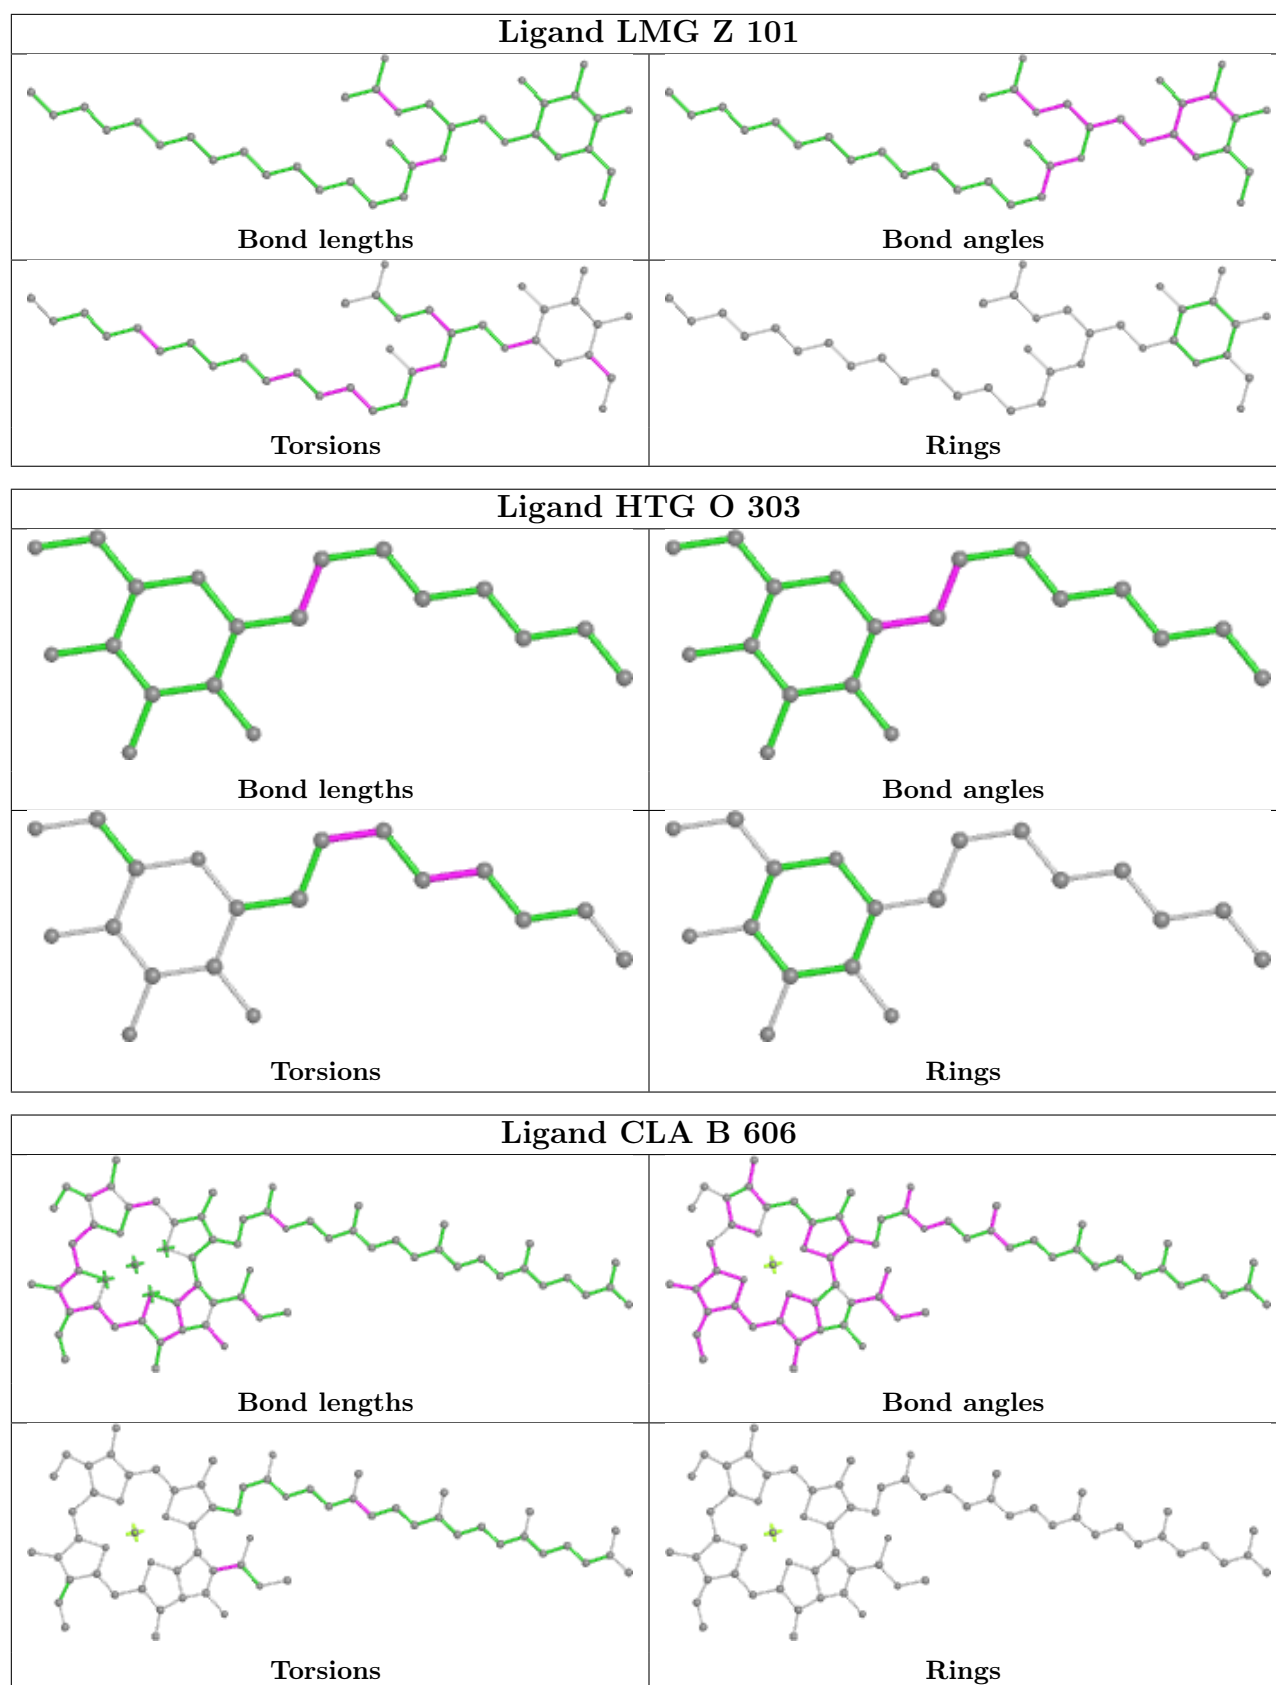 Ligand LMG Z 101
Bond lengths
Bond angles
Torsions
Rings
Ligand HTG O 303
Bond lengths
Bond angles
Torsions
Rings
Ligand CLA B 606
Bond lengths
Bond angles
Torsions
Rings